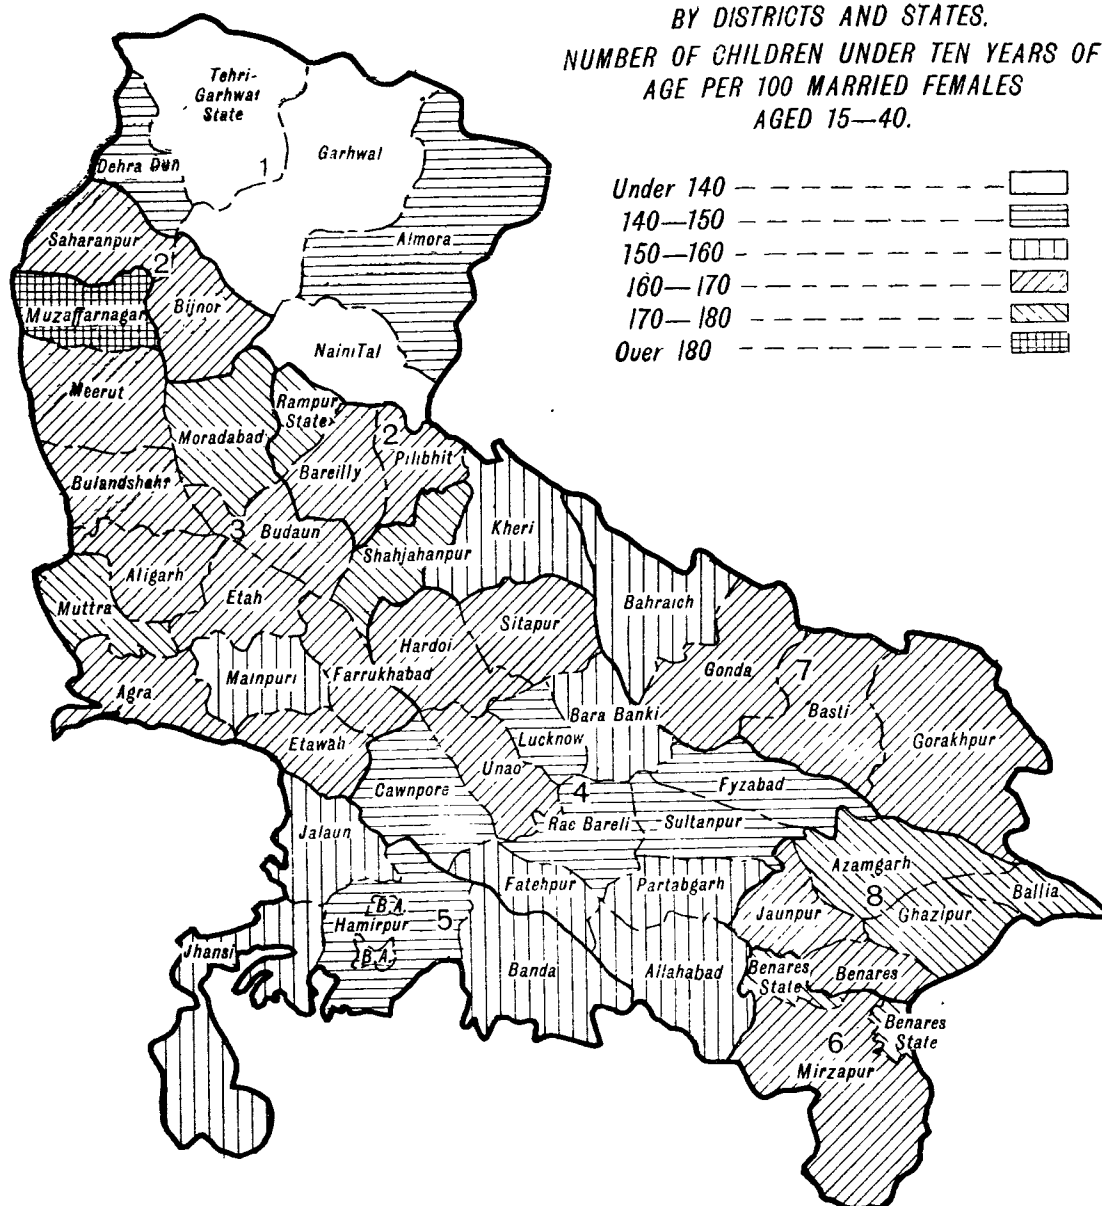 BY DISTRICTS AND STATES.
NUMBER OF CHILDREN UNDER TEN YEARS OF
AGE PER 100 MARRIED FEMALES
AGED 15—40.
Under 140
140—150
150—160
160—170
170—180
Over 180
Tehri-
Garhwal
State
1
Garhwal
Dehra Dun
Almora
Saharanpur
2
Bijnor
Muzaffarnagar
Naini Tal
Meerut
Rampur
State
Moradabad
2
Pilibhit
Bareilly
Bulandshahr
3
Budaun
Kheri
Shahjahanpur
Aligarh
Etah
Muttra
Bahraich
Sitapur
Hardoi
Mainpuri
Farrukhabad
Gonda
7
Basti
Agra
Bara Banki
Gorakhpur
Etawah
Lucknow
Unao
Cawnpore
4
Fyzabad
Rae Bareli
Sultanpur
Jalaun
Azamgarh
Fatehpur
Partabgarh
8
Ballia
B.A.
Hamirpur
5
Jaunpur
Ghazipur
Jhansi
B.A.
Banda
Allahabad
Benares
State
Benares
Benares
State
6
Mirzapur